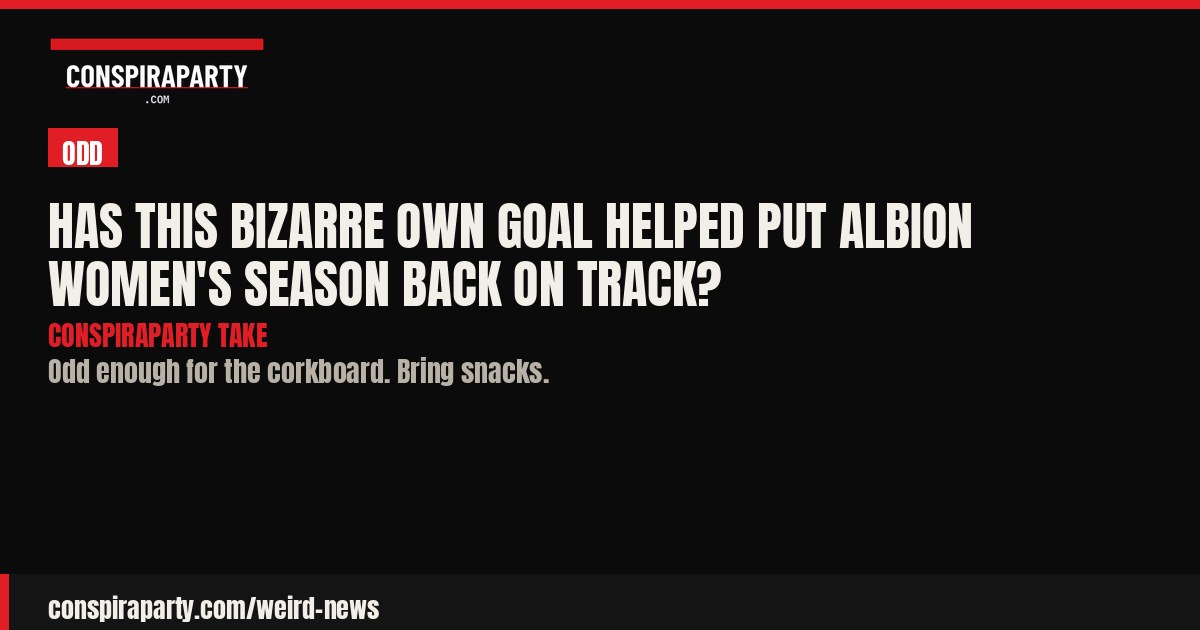 CONSPIRAPARTY
.COM
ODD
HAS THIS BIZARRE OWN GOAL HELPED PUT ALBION
WOMEN'S SEASON BACK ON TRACK?
CONSPIRAPARTY TAKE
Odd enough for the corkboard. Bring snacks.
conspiraparty.com/weird-news